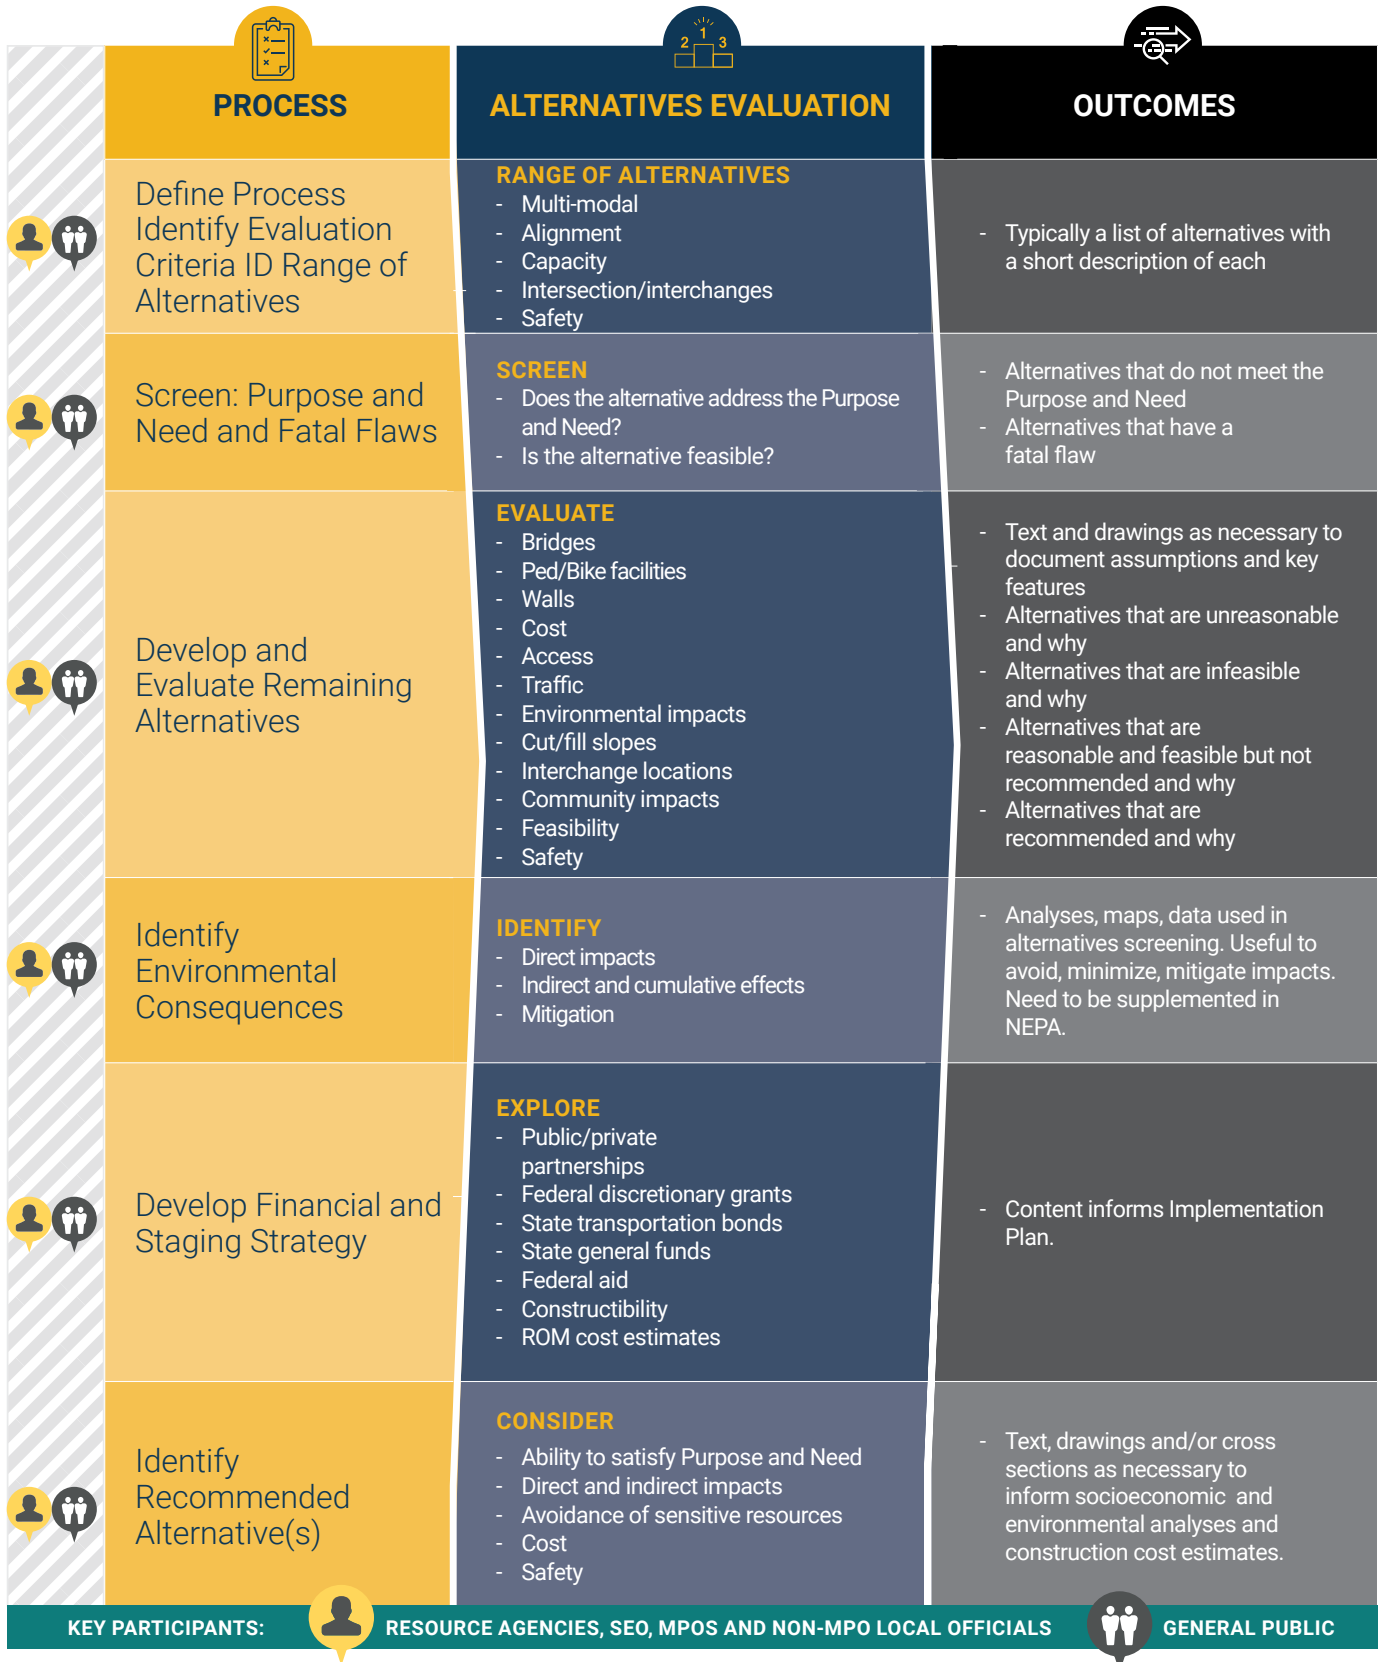 2 1 3
PROCESS
ALTERNATIVES EVALUATION
OUTCOMES
Define Process
Identify Evaluation
Criteria ID Range of
Alternatives
RANGE OF ALTERNATIVES
- Multi-modal
- Alignment
- Capacity
- Intersection/interchanges
- Safety
- Typically a list of alternatives with
a short description of each
Screen: Purpose and
Need and Fatal Flaws
SCREEN
- Does the alternative address the Purpose
and Need?
- Is the alternative feasible?
- Alternatives that do not meet the
Purpose and Need
- Alternatives that have a
fatal flaw
Develop and
Evaluate Remaining
Alternatives
EVALUATE
- Bridges
- Ped/Bike facilities
- Walls
- Cost
- Access
- Traffic
- Environmental impacts
- Cut/fill slopes
- Interchange locations
- Community impacts
- Feasibility
- Safety
- Text and drawings as necessary to
document assumptions and key
features
- Alternatives that are unreasonable
and why
- Alternatives that are infeasible
and why
- Alternatives that are
reasonable and feasible but not
recommended and why
- Alternatives that are
recommended and why
Identify
Environmental
Consequences
IDENTIFY
- Direct impacts
- Indirect and cumulative effects
- Mitigation
- Analyses, maps, data used in
alternatives screening. Useful to
avoid, minimize, mitigate impacts.
Need to be supplemented in
NEPA.
Develop Financial and
Staging Strategy
EXPLORE
- Public/private
partnerships
- Federal discretionary grants
- State transportation bonds
- State general funds
- Federal aid
- Constructibility
- ROM cost estimates
- Content informs Implementation
Plan.
Identify
Recommended
Alternative(s)
CONSIDER
- Ability to satisfy Purpose and Need
- Direct and indirect impacts
- Avoidance of sensitive resources
- Cost
- Safety
- Text, drawings and/or cross
sections as necessary to
inform socioeconomic and
environmental analyses and
construction cost estimates.
KEY PARTICIPANTS:
RESOURCE AGENCIES, SEO, MPOS AND NON-MPO LOCAL OFFICIALS
GENERAL PUBLIC